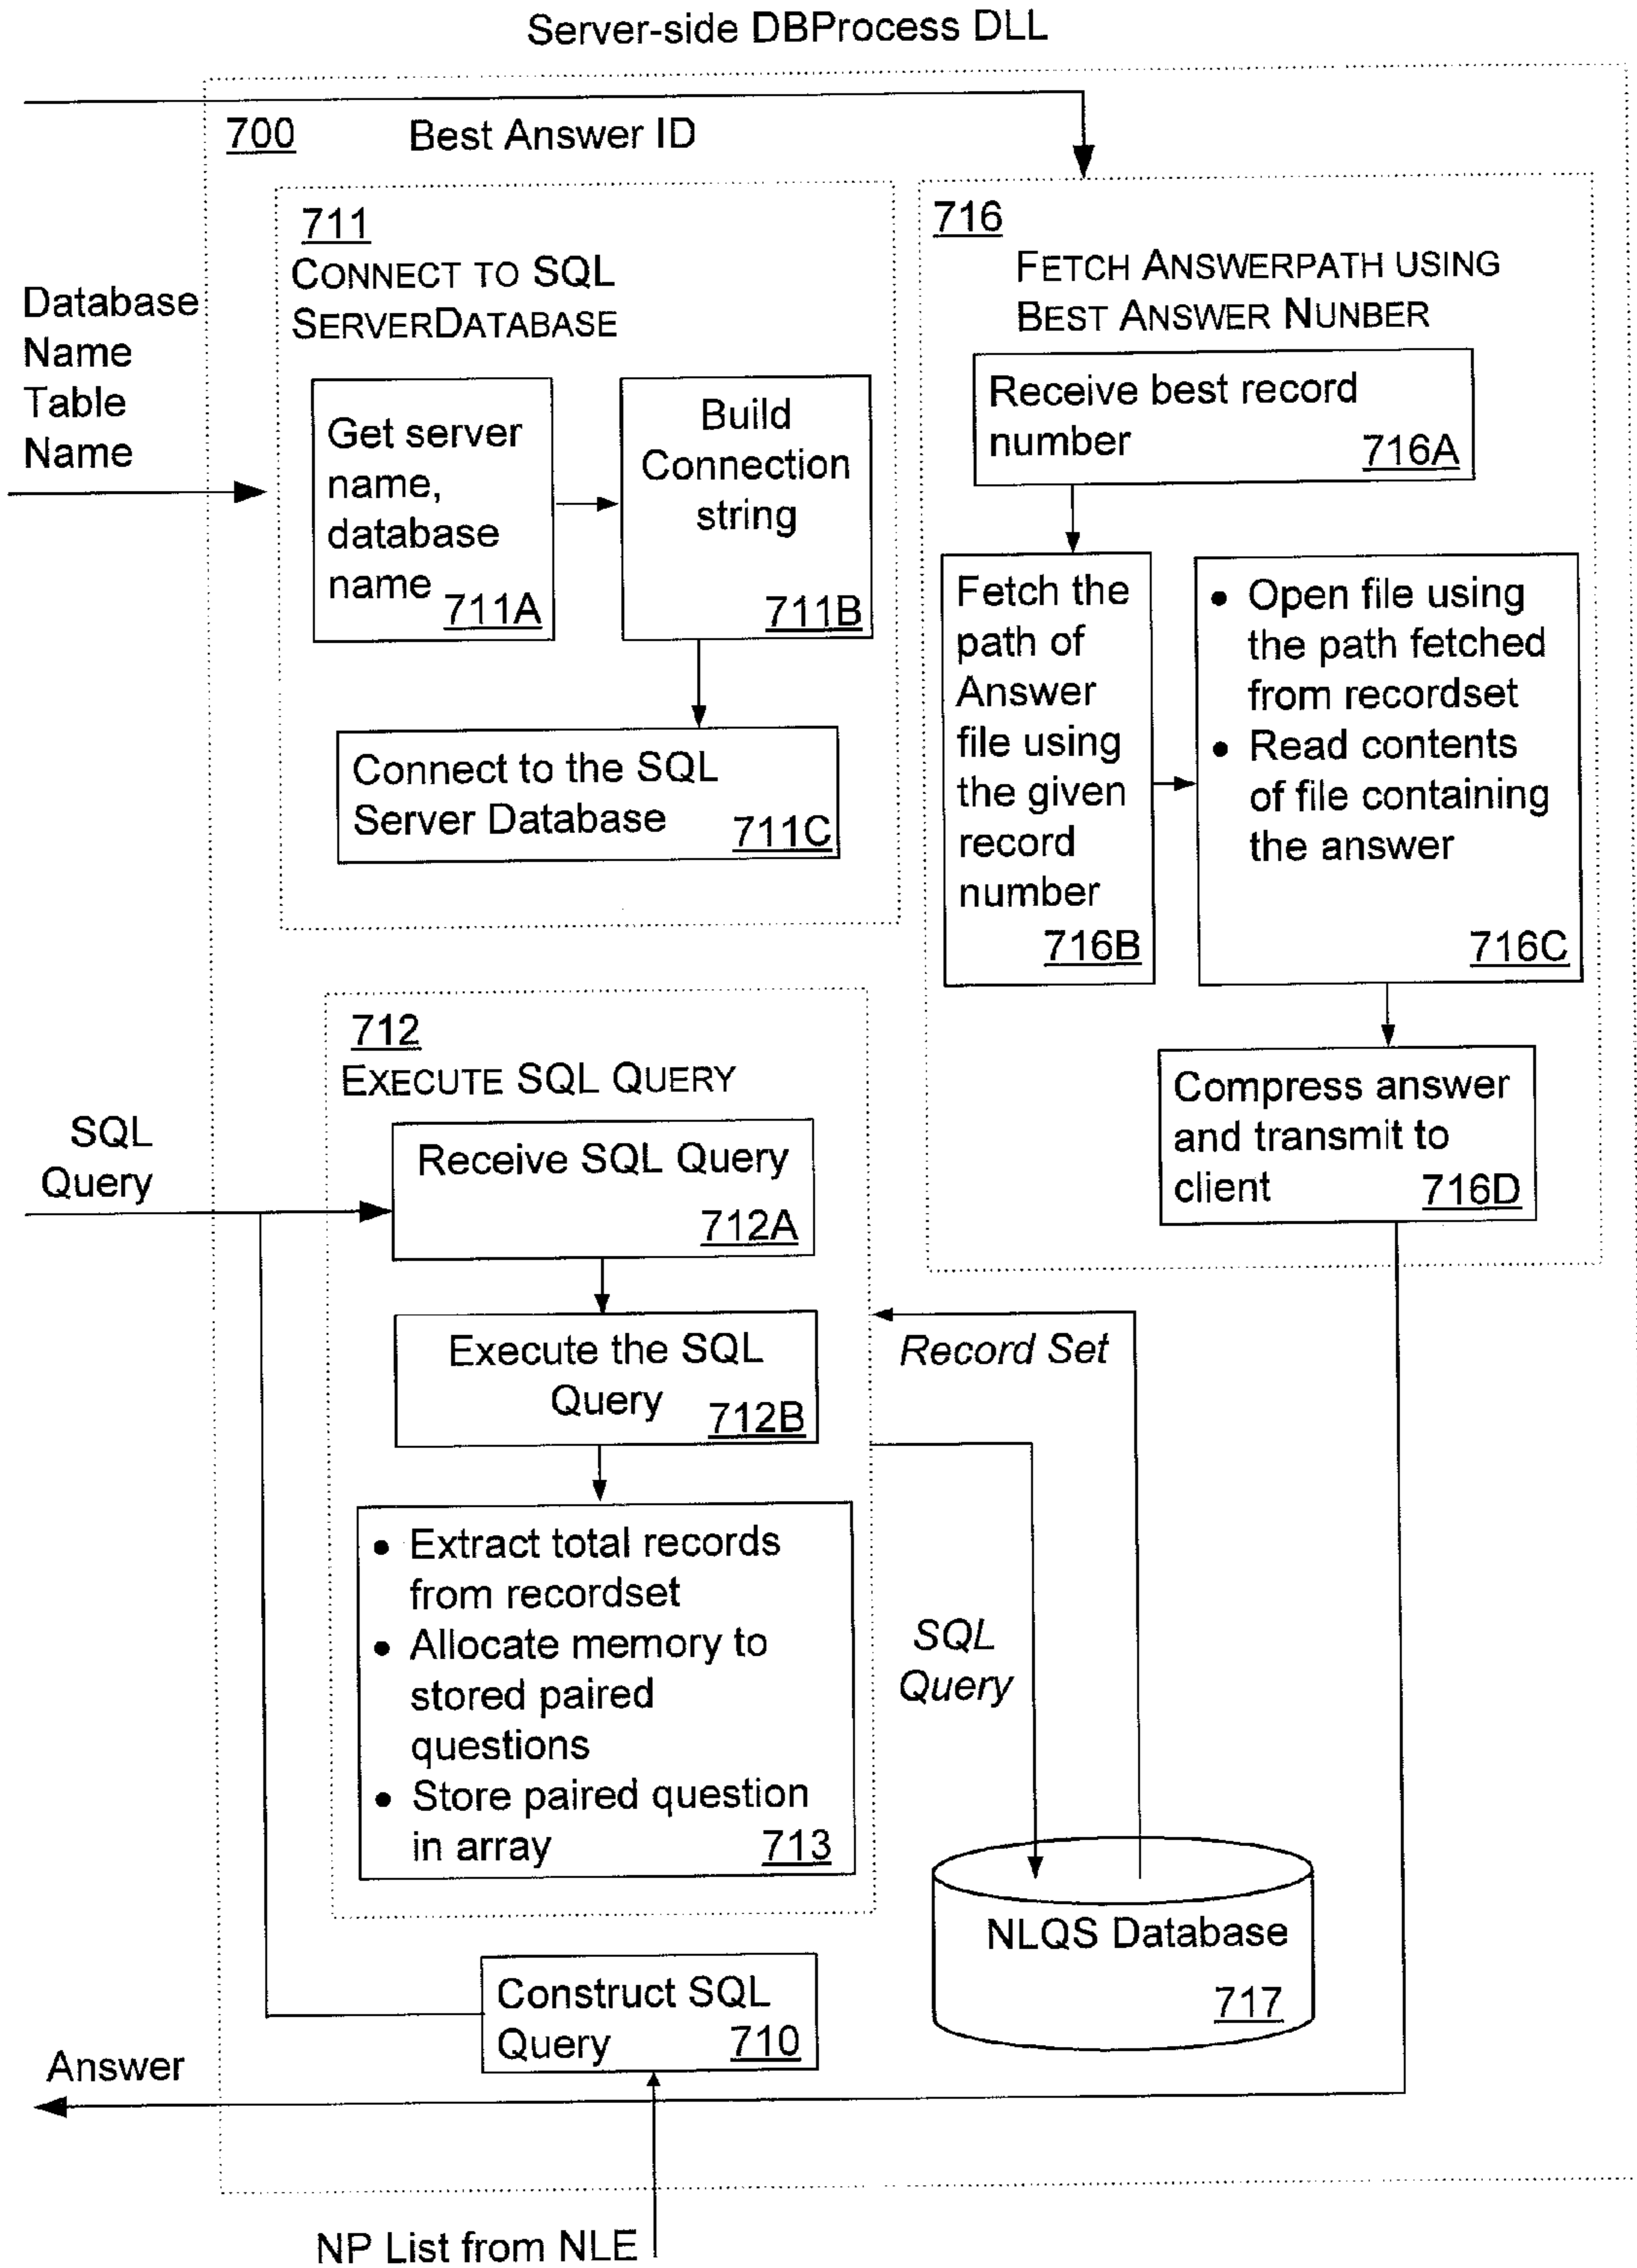 Server-side DBProcess DLL
700
Best Answer ID
711
CONNECT TO SQL
SERVERDATABASE
Database
Name
Table
Name
Get server
name,
database
name
711A
Build
Connection
string
711B
Connect to the SQL
Server Database
711C
716
FETCH ANSWERPATH USING
BEST ANSWER NUNBER
Receive best record
number
716A
Fetch the
path of
Answer
file using
the given
record
number
716B
• Open file using
the path fetched
from recordset
• Read contents
of file containing
the answer
716C
Compress answer
and transmit to
client
716D
712
EXECUTE SQL QUERY
SQL
Query
Receive SQL Query
712A
Execute the SQL
Query
712B
• Extract total records
from recordset
• Allocate memory to
stored paired
questions
• Store paired question
in array
713
Record Set
SQL
Query
NLQS Database
717
Construct SQL
Query
710
Answer
NP List from NLE